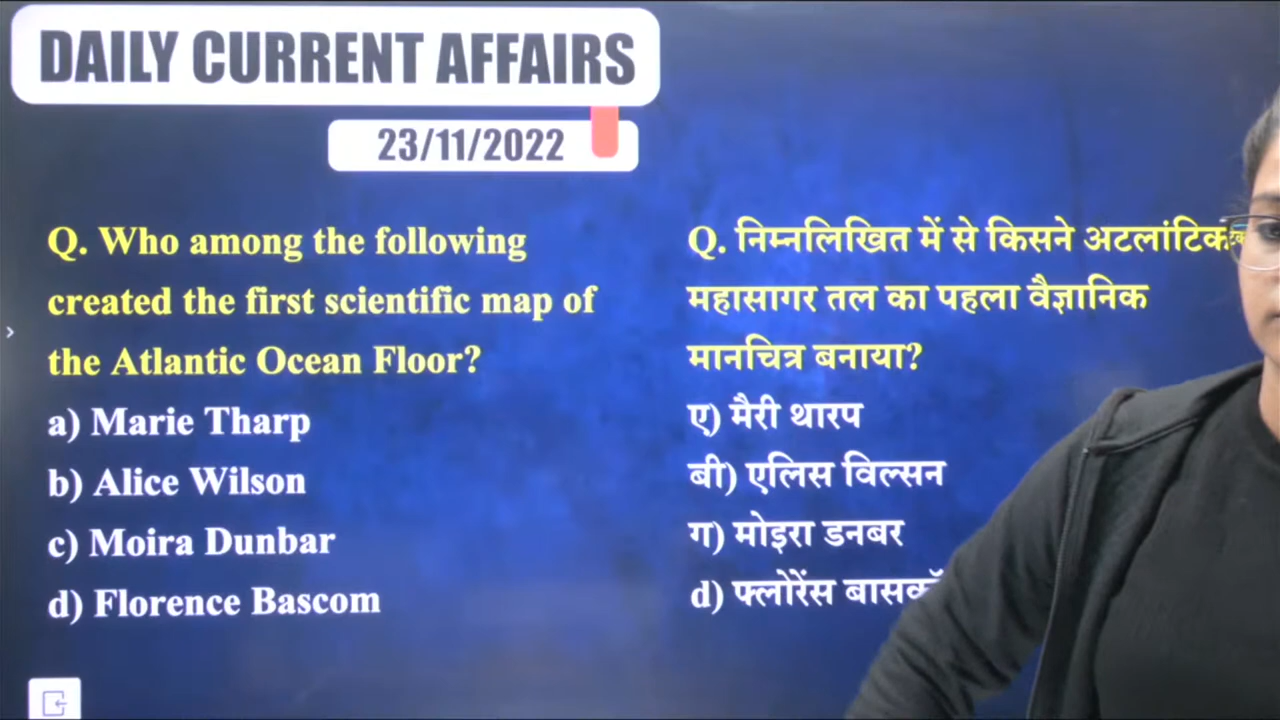 DAILY CURRENT AFFAIRS
23/11/2022
Q. Who among the following
created the first scientific map of
the Atlantic Ocean Floor?
a) Marie Tharp
b) Alice Wilson
c) Moira Dunbar
d) Florence Bascom
Q. निम्नलिखित में से किसने अटलांटिक
महासागर तल का पहला वैज्ञानिक
मानचित्र बनाया?
ए) मैरी थारप
बी) एलिस विल्सन
ग) मोइरा डनबर
d) फ्लोरेंस